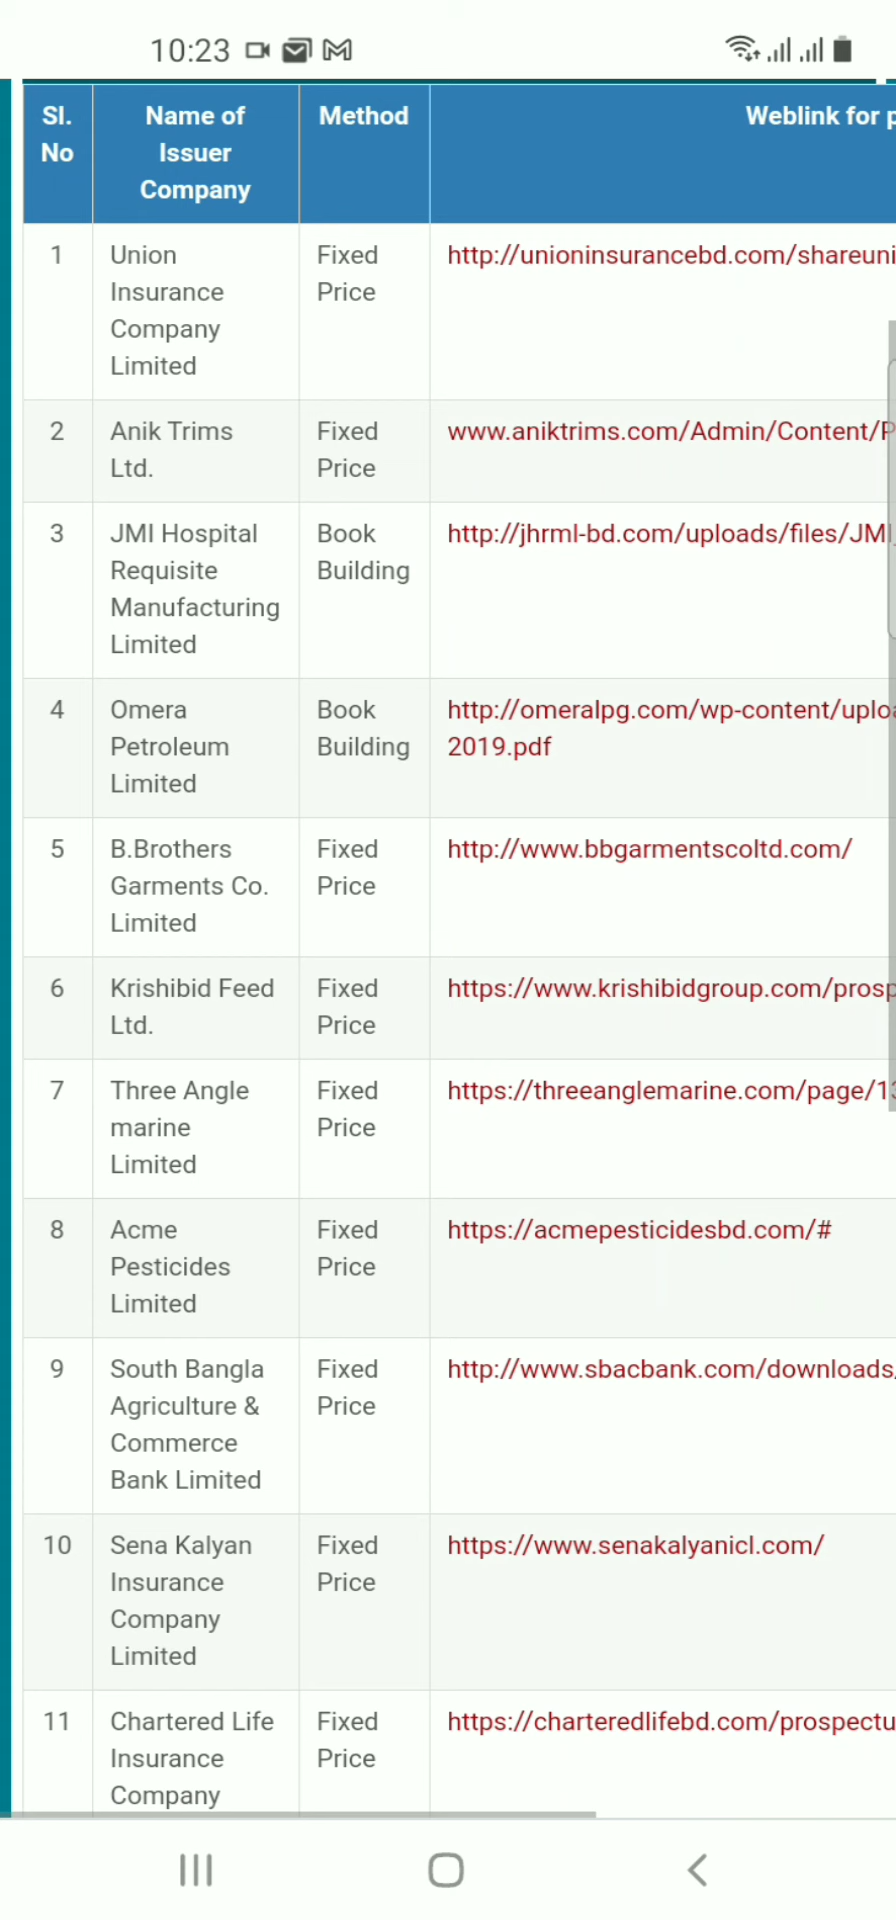 10:23
Sl. No
Name of Issuer Company
Method
Weblink for p
1
Union Insurance Company Limited
Fixed Price
http://unioninsurancebd.com/shareuni
2
Anik Trims Ltd.
Fixed Price
www.aniktrims.com/Admin/Content/P
3
JMI Hospital Requisite Manufacturing Limited
Book Building
http://jhrml-bd.com/uploads/files/JMI
4
Omera Petroleum Limited
Book Building
http://omeralpg.com/wp-content/uploa
2019.pdf
5
B.Brothers Garments Co. Limited
Fixed Price
http://www.bbgarmentscoltd.com/
6
Krishibid Feed Ltd.
Fixed Price
https://www.krishibidgroup.com/prosp
7
Three Angle marine Limited
Fixed Price
https://threeanglemarine.com/page/13
8
Acme Pesticides Limited
Fixed Price
https://acmepesticidesbd.com/#
9
South Bangla Agriculture & Commerce Bank Limited
Fixed Price
http://www.sbacbank.com/downloads/
10
Sena Kalyan Insurance Company Limited
Fixed Price
https://www.senakalyanicl.com/
11
Chartered Life Insurance Company
Fixed Price
https://charteredlifebd.com/prospectu